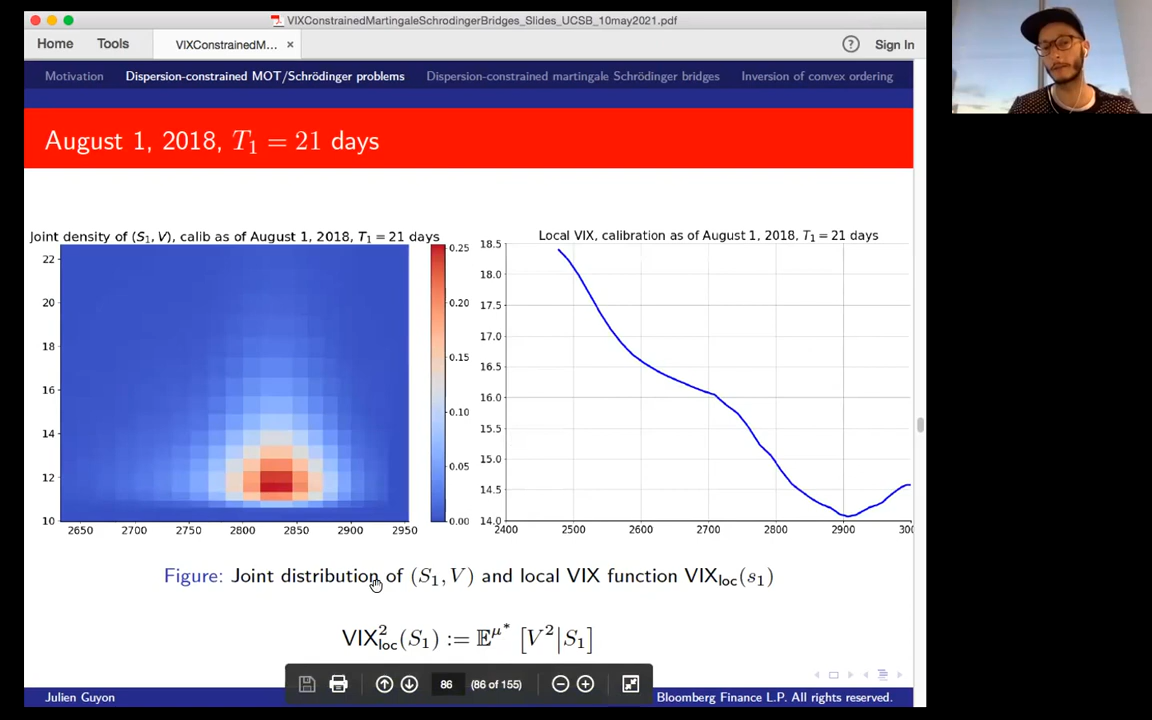 VIXConstrainedMartingaleSchrodingerBridges_Slides_UCSB_10may2021.pdf
Home Tools VIXConstrainedM... × ? Sign In
Motivation Dispersion-constrained MOT/Schrödinger problems Dispersion-constrained martingale Schrödinger bridges Inversion of convex ordering
August 1, 2018, T₁ = 21 days
Joint density of (S₁, V), calib as of August 1, 2018, T₁ = 21 days
22
20
18
16
14
12
10
2650 2700 2750 2800 2850 2900 2950
0.25
0.20
0.15
0.10
0.05
0.00
Local VIX, calibration as of August 1, 2018, T₁ = 21 days
18.5
18.0
17.5
17.0
16.5
16.0
15.5
15.0
14.5
14.0
2400 2500 2600 2700 2800 2900 300
Figure: Joint distribution of (S₁, V) and local VIX function VIX_loc(s₁)
VIX²_loc(S₁) := 𝔼^μ* [V²|S₁]
86 (86 of 155)
Julien Guyon Bloomberg Finance L.P. All rights reserved.